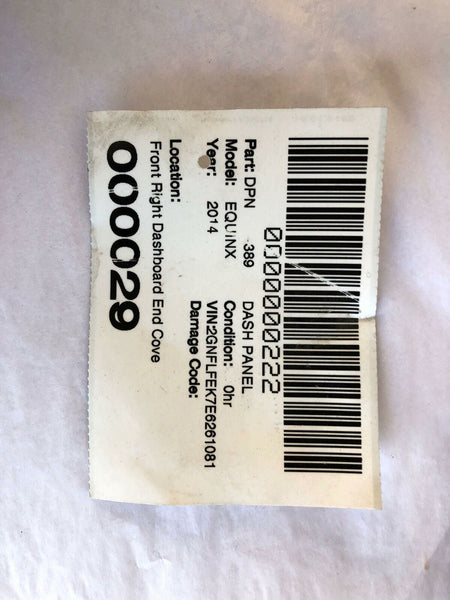 0000000222
Part: DPN 389 DASH PANEL
Model: EQUINX Condition: 0hr
Year: 2014 VIN2GNFLFEK7E6261081
Damage Code:
Location:
Front Right Dashboard End Cove
000029